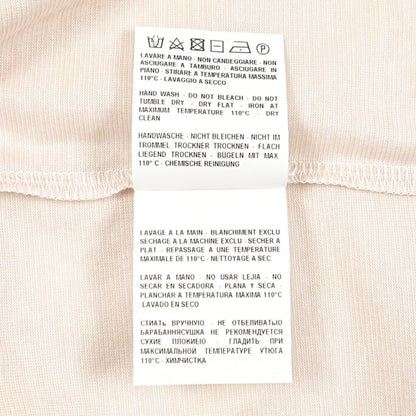 P
LAVARE A MANO - NON CANDEGGIARE - NON
ASCIUGARE A TAMBURO - ASCIUGARE IN
PIANO - STIRARE A TEMPERATURA MASSIMA
110°C - LAVAGGIO A SECCO
HAND WASH - DO NOT BLEACH - DO NOT
TUMBLE DRY - DRY FLAT - IRON AT
MAXIMUM TEMPERATURE 110°C - DRY
CLEAN
HANDWÄSCHE - NICHT BLEICHEN - NICHT IM
TROMMEL TROCKNER TROCKNEN - FLACH
LIEGEND TROCKNEN - BÜGELN MIT MAX.
110° C - CHEMISCHE REINIGUNG
LAVAGE A LA MAIN - BLANCHIMENT EXCLU
SECHAGE A LA MACHINE EXCLU - SECHER A
PLAT - REPASSAGE A UNE TEMPERATURE
MAXIMALE DE 110°C - NETTOYAGE A SEC
LAVAR A MANO - NO USAR LEJIA - NO
SECAR EN SECADORA - PLANA Y SECA -
PLANCHAR A TEMPERATURA MAXIMA 110°C
LAVADO EN SECO
СТИАТЬ ВРУЧНУЮ - НЕ ОТБЕЛИВАТЬ
БАРАБАННЯСУШКА НЕ РЕКОМЕНДУЕТСЯ
СУХИЕ ПЛОКИЕЮ - ГЛАДИТЬ ПРИ
МАКСИМАЛЬНОЙ ТЕМПЕРАТУРЕ УТЮГА
110°C - ХИМЧИСТКА